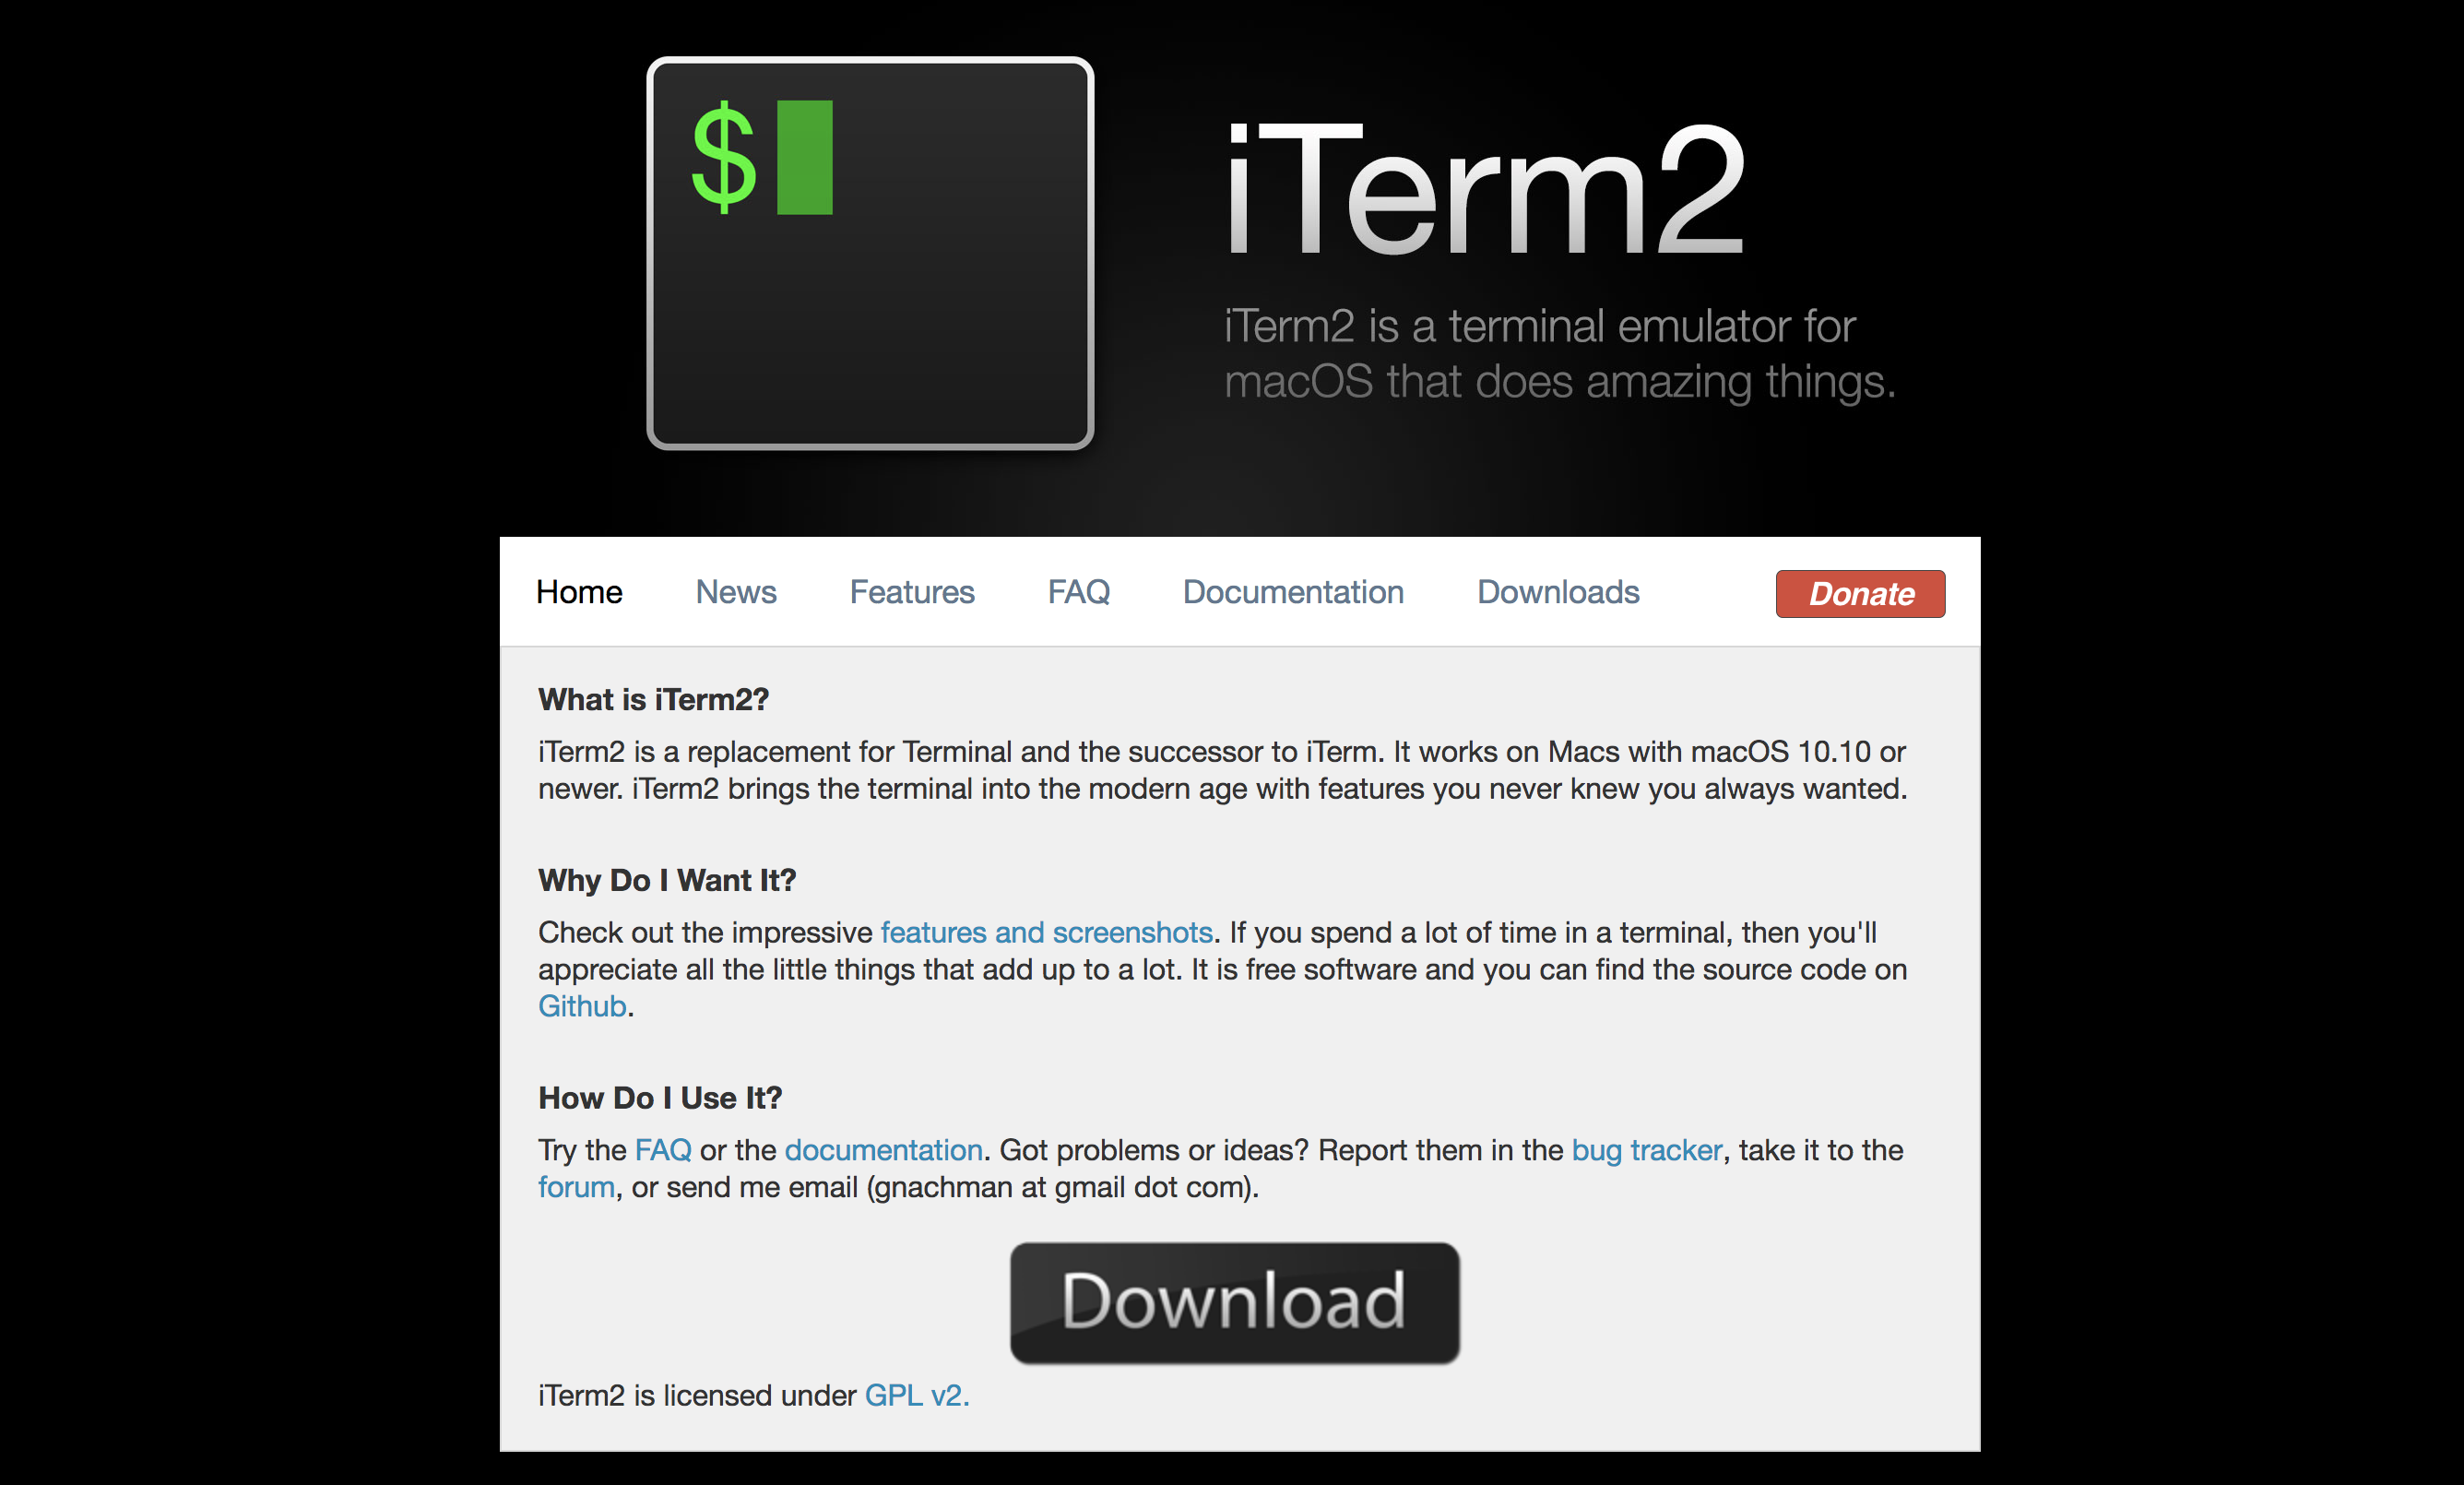 $
iTerm2
iTerm2 is a terminal emulator for
macOS that does amazing things.
Home News Features FAQ Documentation Downloads Donate
What is iTerm2?
iTerm2 is a replacement for Terminal and the successor to iTerm. It works on Macs with macOS 10.10 or
newer. iTerm2 brings the terminal into the modern age with features you never knew you always wanted.
Why Do I Want It?
Check out the impressive features and screenshots. If you spend a lot of time in a terminal, then you'll
appreciate all the little things that add up to a lot. It is free software and you can find the source code on
Github.
How Do I Use It?
Try the FAQ or the documentation. Got problems or ideas? Report them in the bug tracker, take it to the
forum, or send me email (gnachman at gmail dot com).
Download
iTerm2 is licensed under GPL v2.